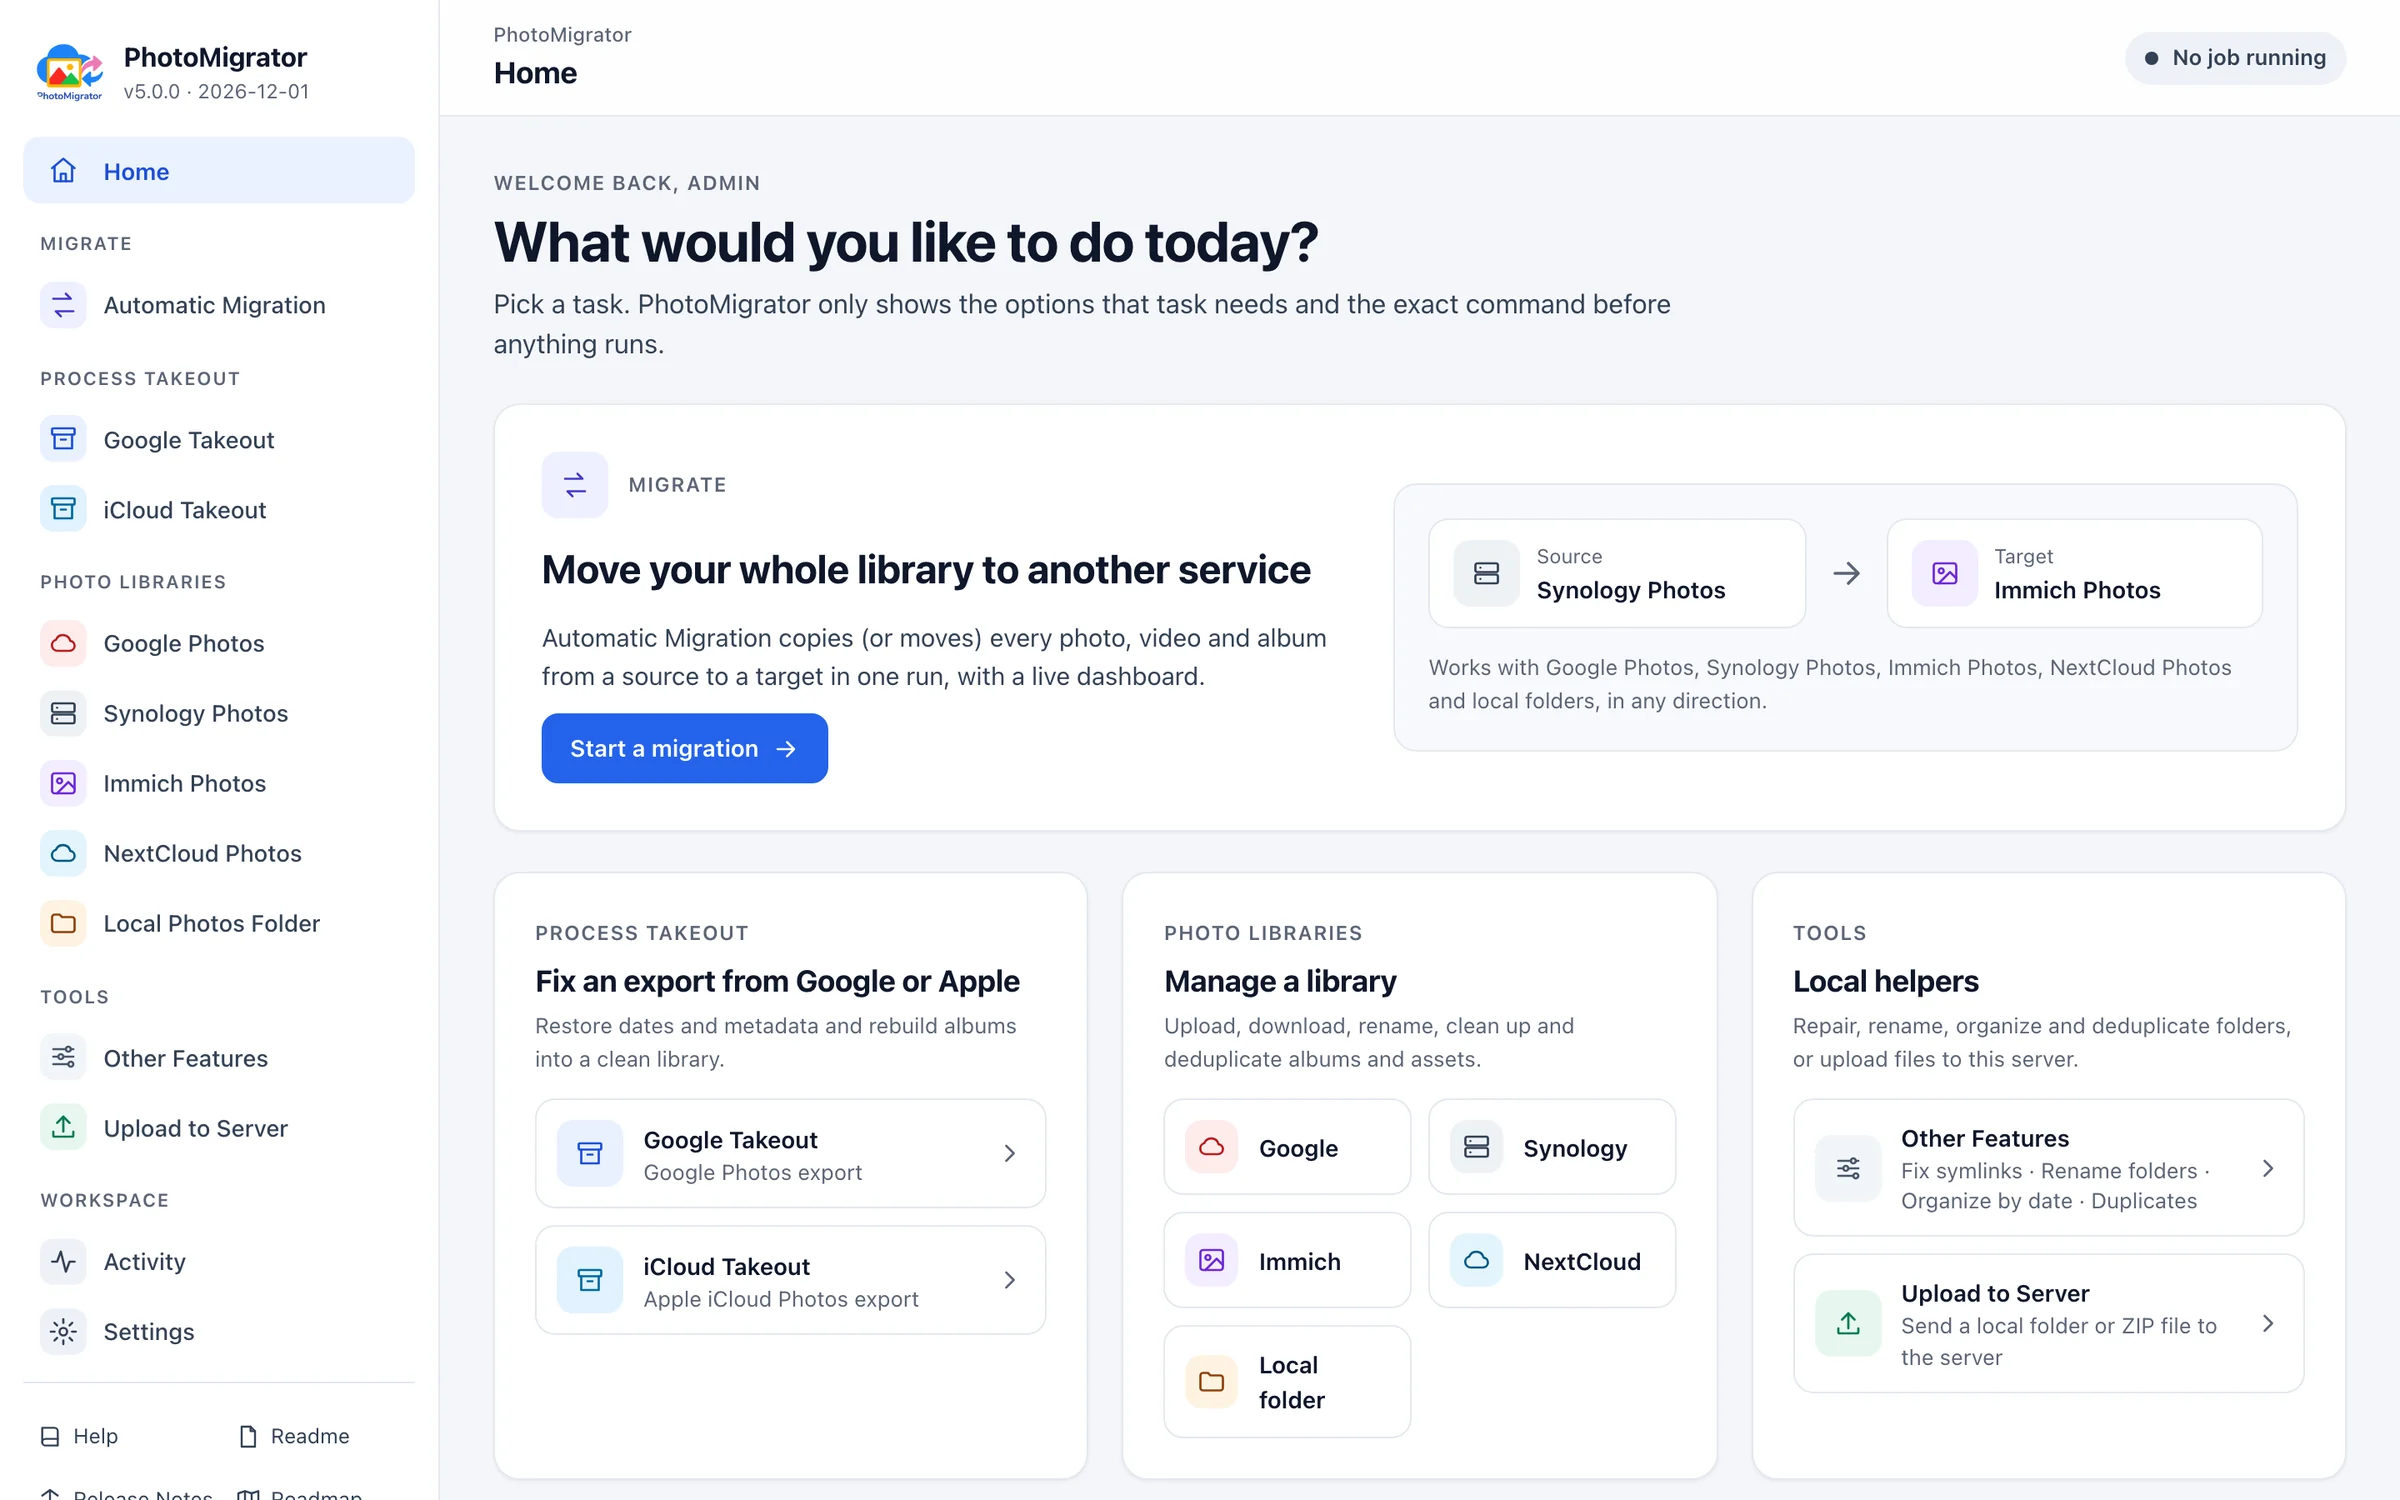 PhotoMigrator
v5.0.0 · 2026-12-01
PhotoMigrator
Home
MIGRATE
Automatic Migration
PROCESS TAKEOUT
Google Takeout
iCloud Takeout
PHOTO LIBRARIES
Google Photos
Synology Photos
Immich Photos
NextCloud Photos
Local Photos Folder
TOOLS
Other Features
Upload to Server
WORKSPACE
Activity
Settings
Help
Readme
Release Notes
Roadmap
PhotoMigrator
Home
No job running
WELCOME BACK, ADMIN
What would you like to do today?
Pick a task. PhotoMigrator only shows the options that task needs and the exact command before
anything runs.
MIGRATE
Move your whole library to another service
Automatic Migration copies (or moves) every photo, video and album
from a source to a target in one run, with a live dashboard.
Start a migration
Source
Synology Photos
Target
Immich Photos
Works with Google Photos, Synology Photos, Immich Photos, NextCloud Photos
and local folders, in any direction.
PROCESS TAKEOUT
Fix an export from Google or Apple
Restore dates and metadata and rebuild albums
into a clean library.
Google Takeout
Google Photos export
iCloud Takeout
Apple iCloud Photos export
PHOTO LIBRARIES
Manage a library
Upload, download, rename, clean up and
deduplicate albums and assets.
Google
Synology
Immich
NextCloud
Local
folder
TOOLS
Local helpers
Repair, rename, organize and deduplicate folders,
or upload files to this server.
Other Features
Fix symlinks · Rename folders ·
Organize by date · Duplicates
Upload to Server
Send a local folder or ZIP file to
the server